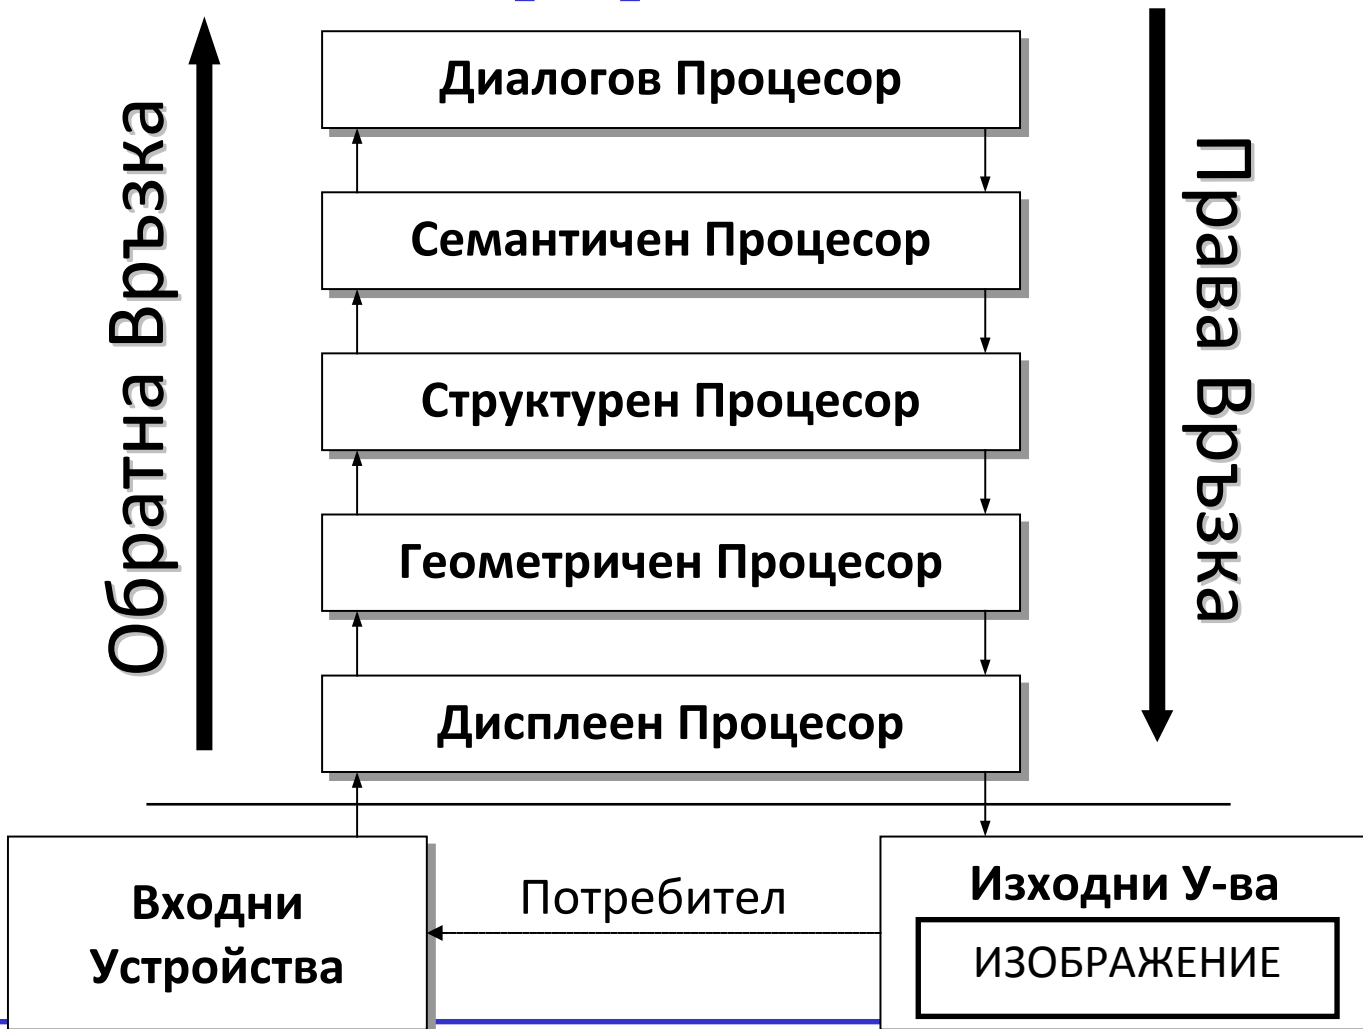 Диалогов Процесор
Обратна Връзка
Права Връзка
Семантичен Процесор
Структурен Процесор
Геометричен Процесор
Дисплеен Процесор
Входни
Устройства
Потребител
Изходни У-ва
ИЗОБРАЖЕНИЕ